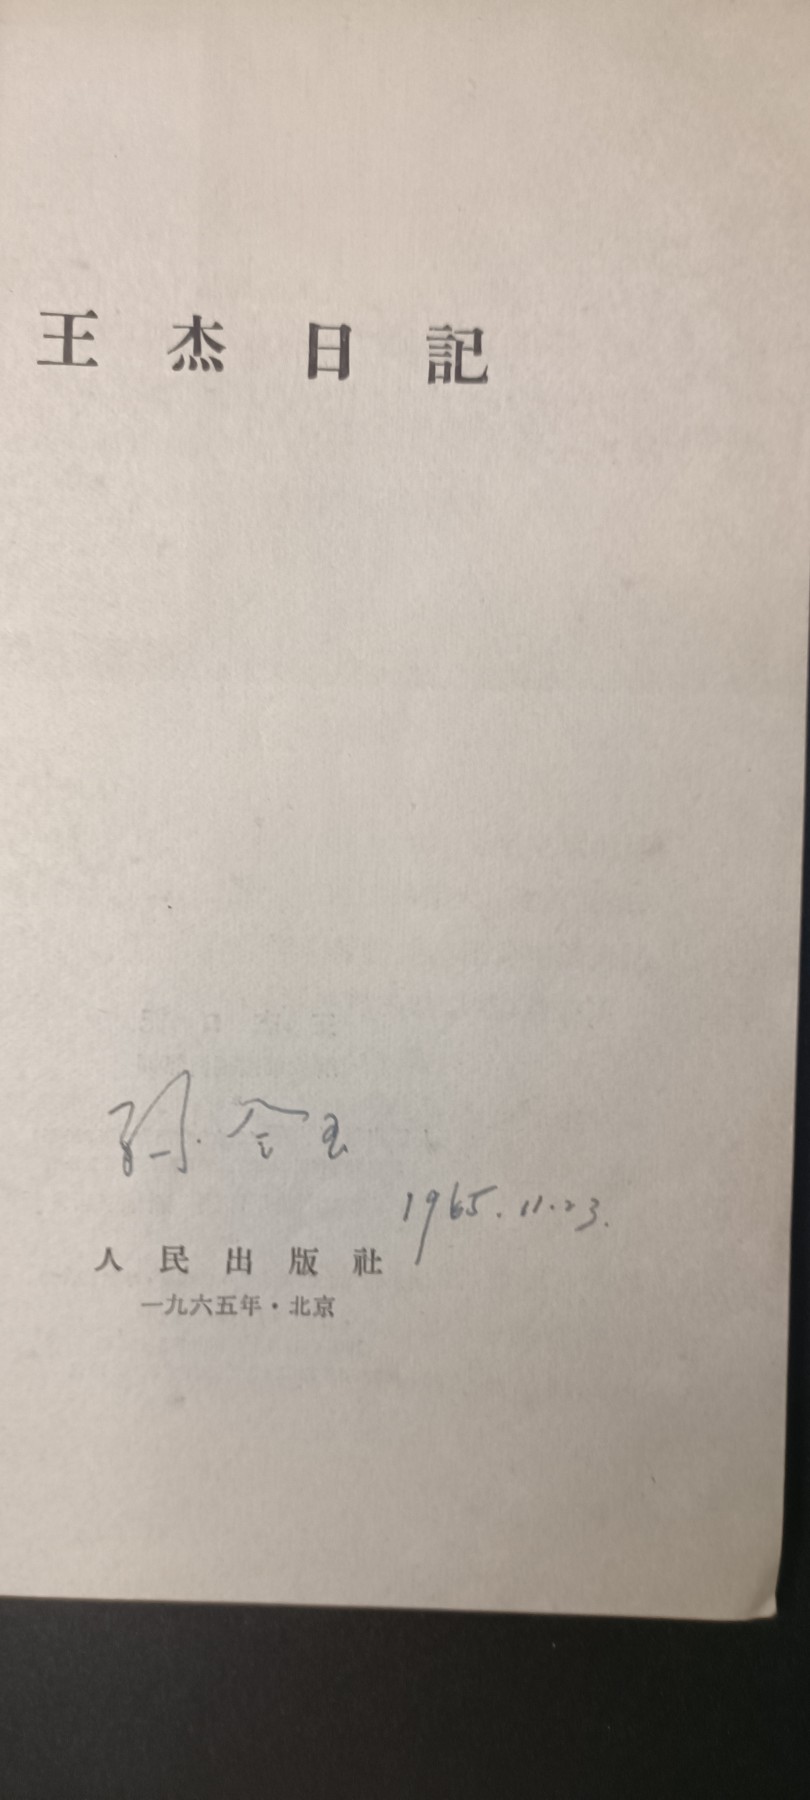 王杰日記
孙
1965.11.23.
人民出版社
一九六五年·北京